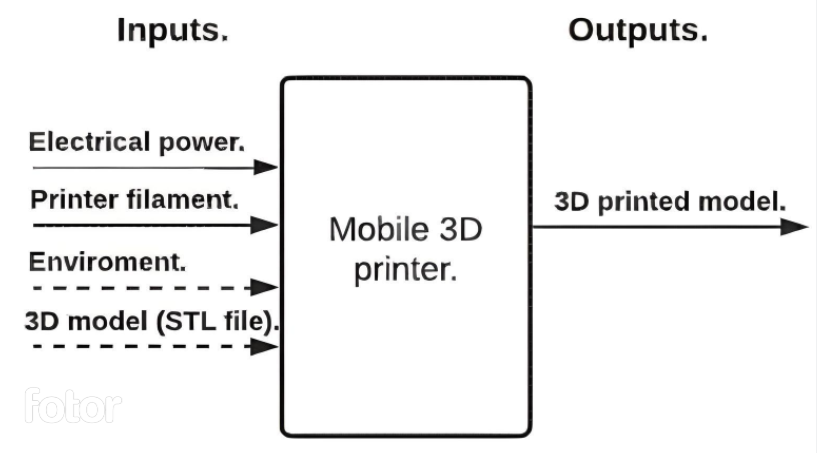 Inputs.
Outputs.
Electrical power.
Printer filament.
Enviroment.
3D model (STL file).
Mobile 3D
printer.
3D printed model.
fotor